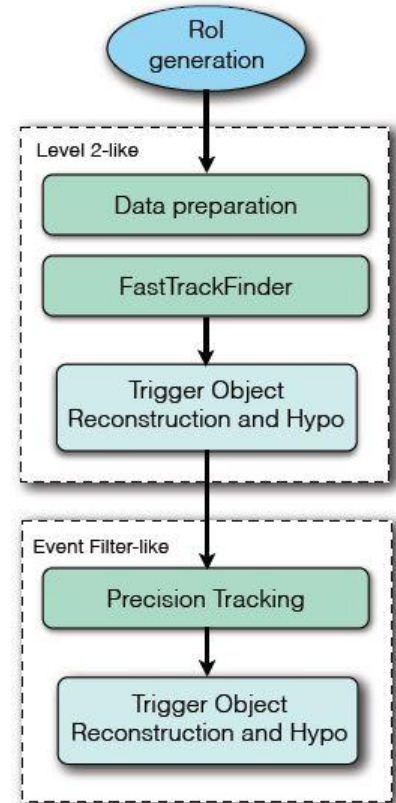 RoI
generation
Level 2-like
Data preparation
FastTrackFinder
Trigger Object
Reconstruction and Hypo
Event Filter-like
Precision Tracking
Trigger Object
Reconstruction and Hypo